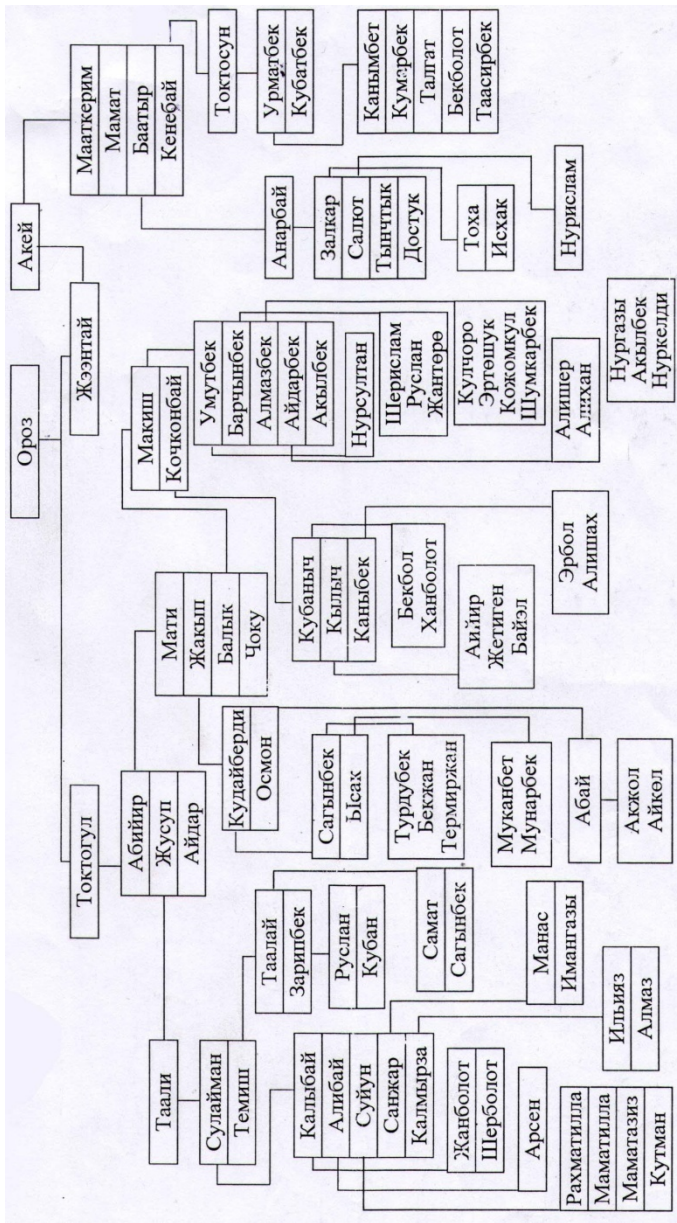 Ороз
Токтогул
Жээнтай
Акей
Абийир
Жусуп
Айдар
Мааткерим
Мамат
Баатыр
Кенебай
Таали
Мати
Жакып
Балык
Чоку
Макиш
Кочконбай
Токтосун
Сулайман
Темиш
Таалай
Зарипбек
Кудайберди
Осмон
Умутбек
Барчынбек
Алмазбек
Айдарбек
Акылбек
Анарбай
Урматбек
Кубатбек
Калыбай
Алибай
Суйун
Санжар
Калмырза
Руслан
Кубан
Сагынбек
Ысах
Кубаныч
Кылыч
Каныбек
Нурсултан
Залкар
Салют
Тынчтык
Достук
Канымбет
Кумарбек
Талгат
Бекболот
Таасирбек
Жанболот
Шерболот
Самат
Сагынбек
Турдубек
Бекжан
Термиржан
Бекбол
Ханболот
Шерислам
Руслан
Жантөрө
Тоха
Исхак
Арсен
Манас
Имангазы
Муканбет
Мунарбек
Аийир
Жетиген
Байэл
Кулчоро
Эртөшук
Кожомкул
Шумкарбек
Нурислам
Рахматилла
Маматилла
Маматазиз
Кутман
Ильияз
Алмаз
Абай
Эрбол
Алишах
Алишер
Алихан
Акжол
Айкөл
Нургазы
Акылбек
Нуркелди